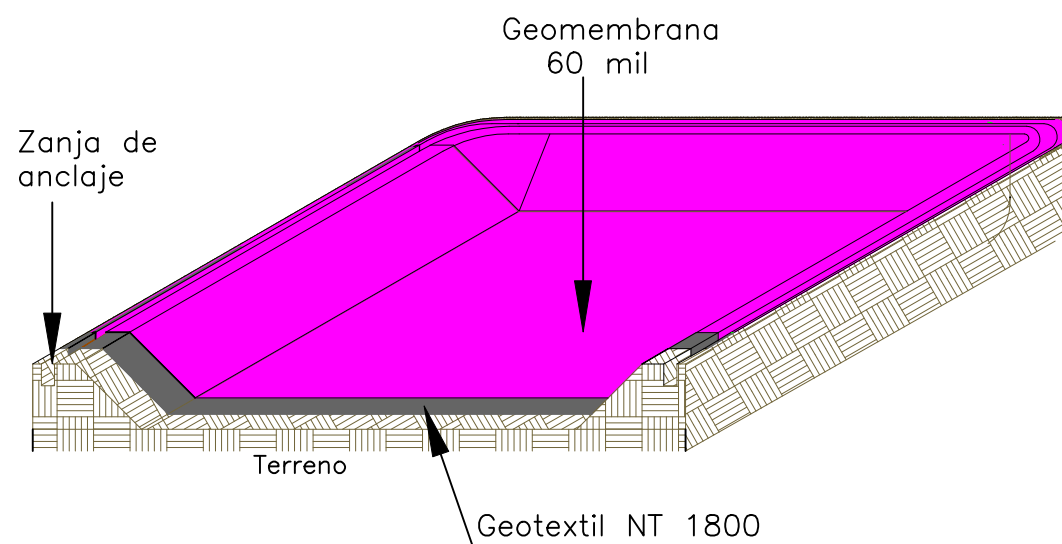 Geomembrana
60 mil
Zanja de
anclaje
Terreno
Geotextil NT 1800